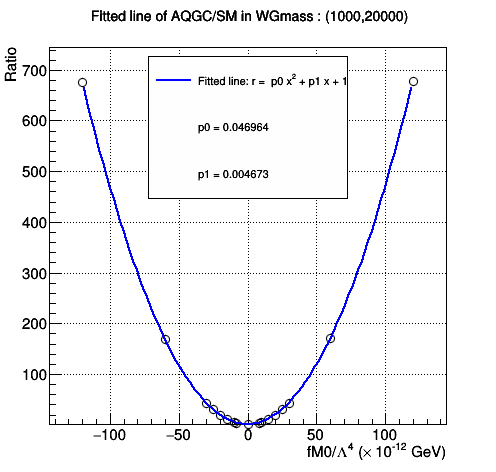 FItted line of AQGC/SM in WGmass : (1000,20000)
Ratio
700
600
500
400
300
200
100
Fitted line: r = p0 x² + p1 x + 1
p0 = 0.046964
p1 = 0.004673
−100 −50 0 50 100
fM0/Λ⁴ (× 10⁻¹² GeV)